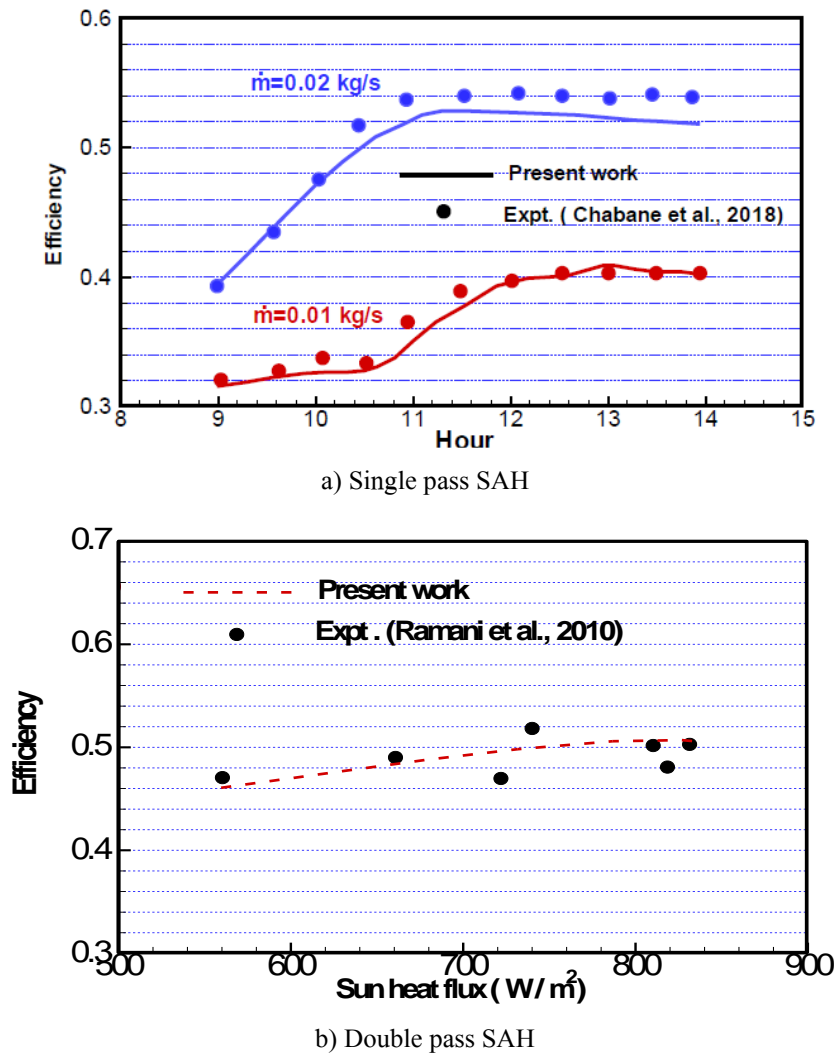 0.6
ṁ=0.02 kg/s
0.5
Efficiency
Present work
Expt. ( Chabane et al., 2018)
0.4
ṁ=0.01 kg/s
0.3
8 9 10 11 12 13 14 15
Hour
a) Single pass SAH
0.7
Present work
0.6
Expt . (Ramani et al., 2010)
Efficiency
0.5
0.4
0.3
500 600 700 800 900
Sun heat flux ( W / m²)
b) Double pass SAH